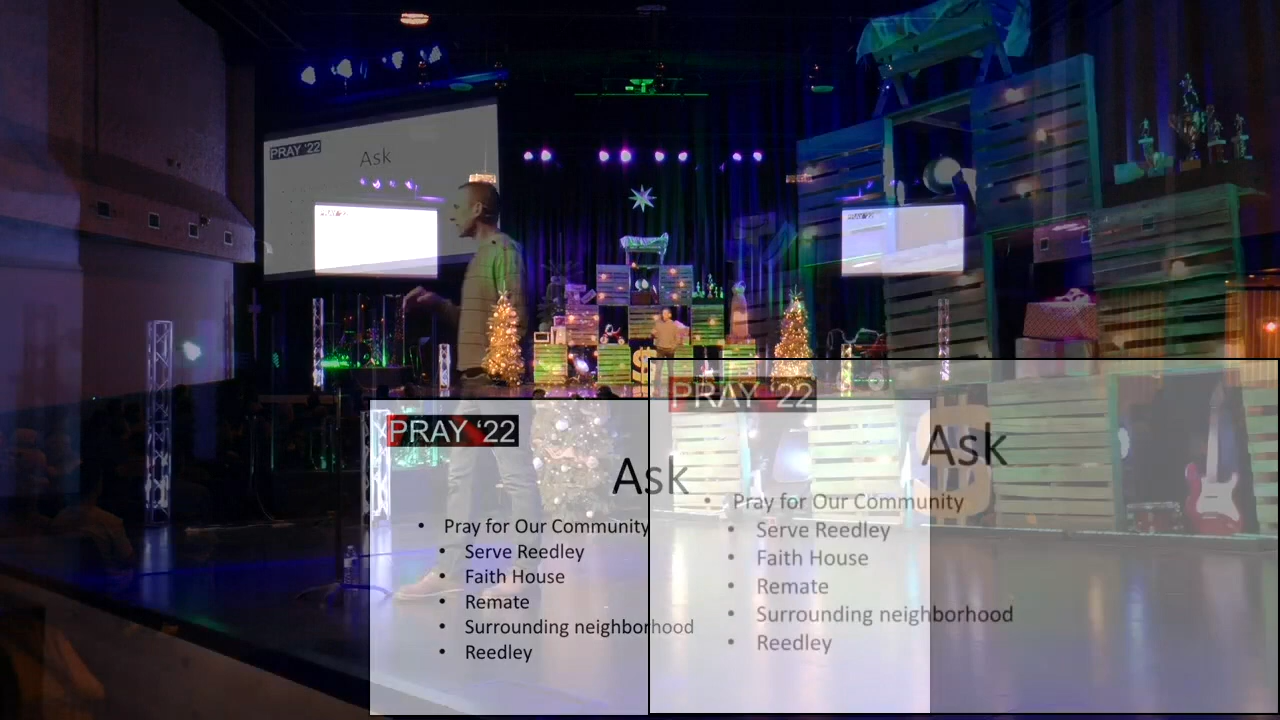 PRAY '22
Ask
PRAY '22
Ask
Pray for Our Community
Serve Reedley
Faith House
Remate
Surrounding neighborhood
Reedley
PRAY '22
Ask
Pray for Our Community
Serve Reedley
Faith House
Remate
Surrounding neighborhood
Reedley
$